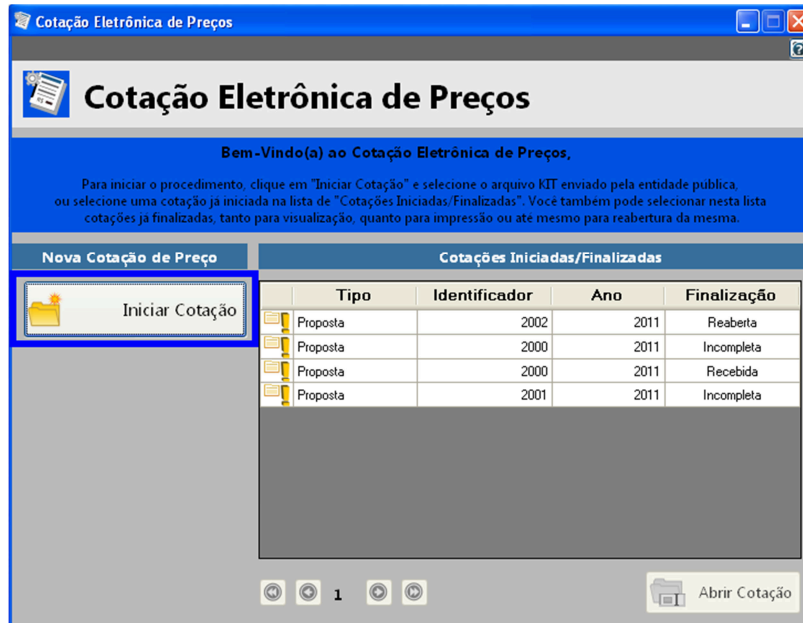 Cotação Eletrônica de Preços
Cotação Eletrônica de Preços
Bem-Vindo(a) ao Cotação Eletrônica de Preços,
Para iniciar o procedimento, clique em "Iniciar Cotação" e selecione o arquivo KIT enviado pela entidade pública,
ou selecione uma cotação já iniciada na lista de "Cotações Iniciadas/Finalizadas". Você também pode selecionar nesta lista
cotações já finalizadas, tanto para visualização, quanto para impressão ou até mesmo para reabertura da mesma.
Nova Cotação de Preço
Iniciar Cotação
Cotações Iniciadas/Finalizadas
Tipo Identificador Ano Finalização
Proposta 2002 2011 Reaberta
Proposta 2000 2011 Incompleta
Proposta 2000 2011 Recebida
Proposta 2001 2011 Incompleta
1
Abrir Cotação